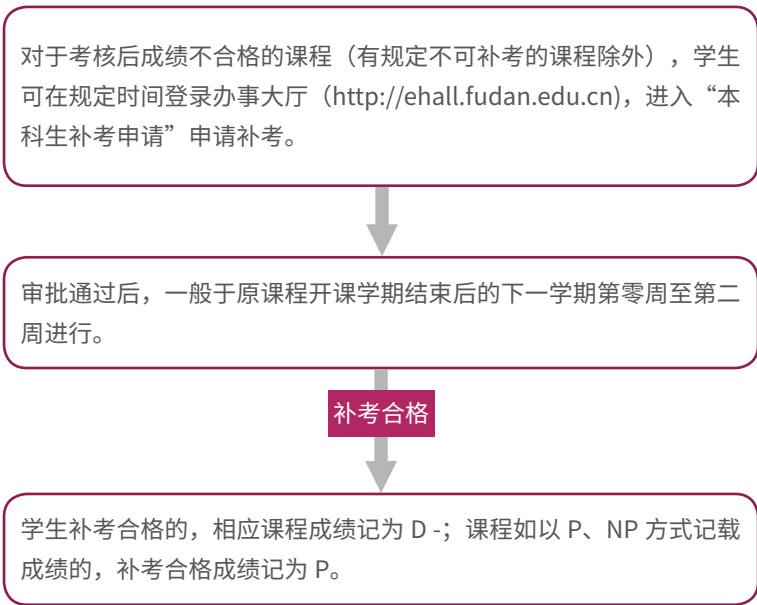 对于考核后成绩不合格的课程（有规定不可补考的课程除外），学生
可在规定时间登录办事大厅（http://ehall.fudan.edu.cn)，进入“本
科生补考申请”申请补考。
审批通过后，一般于原课程开课学期结束后的下一学期第零周至第二
周进行。
补考合格
学生补考合格的，相应课程成绩记为 D -；课程如以 P、NP 方式记载
成绩的，补考合格成绩记为 P。